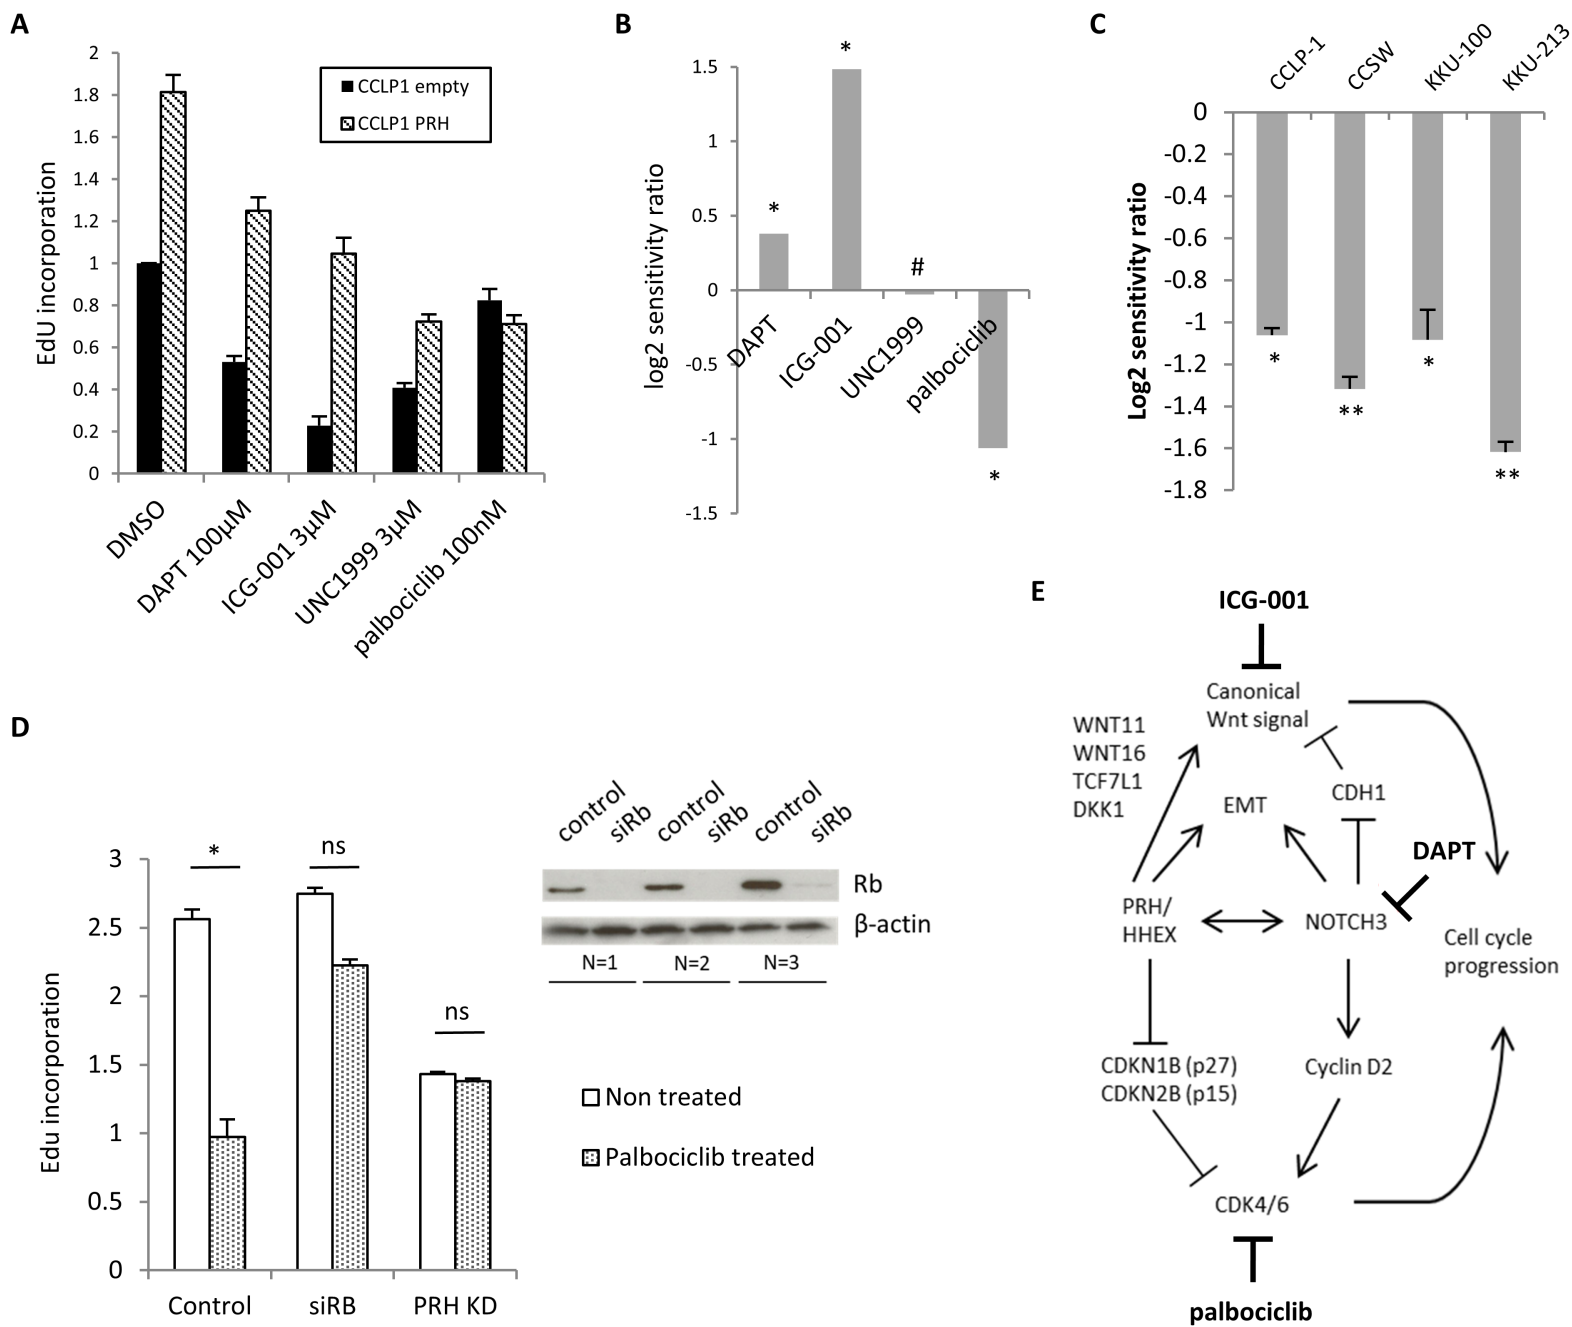 A
EdU incorporation
2
1.8
1.6
1.4
1.2
1
0.8
0.6
0.4
0.2
0
CCLP1 empty
CCLP1 PRH
DMSO
DAPT 100µM
ICG-001 3µM
UNC1999 3µM
palbociclib 100nM
B
log2 sensitivity ratio
1.5
1
0.5
0
-0.5
-1
-1.5
*
*
#
*
DAPT
ICG-001
UNC1999
palbociclib
C
CCLP-1
CCSW
KKU-100
KKU-213
Log2 sensitivity ratio
0
-0.2
-0.4
-0.6
-0.8
-1
-1.2
-1.4
-1.6
-1.8
*
**
*
**
D
Edu incorporation
3
2.5
2
1.5
1
0.5
0
*
ns
ns
Control
siRB
PRH KD
control
siRb
control
siRb
control
siRb
Rb
β-actin
N=1
N=2
N=3
Non treated
Palbociclib treated
E
ICG-001
Canonical
Wnt signal
WNT11
WNT16
TCF7L1
DKK1
EMT
CDH1
DAPT
PRH/
HHEX
NOTCH3
Cell cycle
progression
CDKN1B (p27)
CDKN2B (p15)
Cyclin D2
CDK4/6
palbociclib